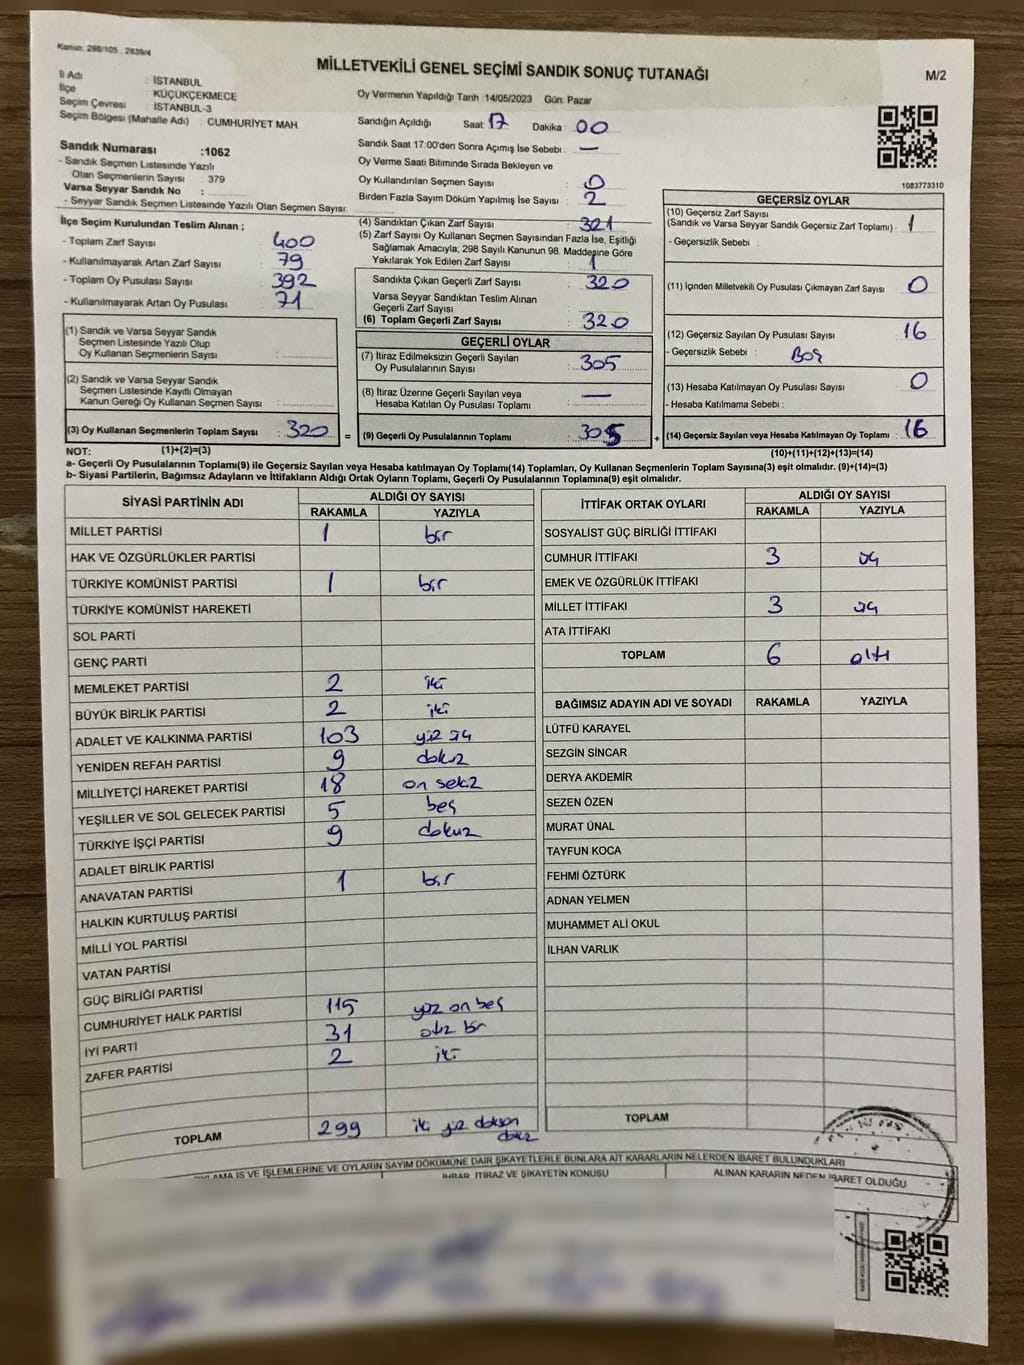 Kanun: 298/105 , 2839/4
MİLLETVEKİLİ GENEL SEÇİMİ SANDIK SONUÇ TUTANAĞI
M/2
İl Adı : İSTANBUL
İlçe : KÜÇÜKÇEKMECE
Seçim Çevresi : İSTANBUL-3
Seçim Bölgesi (Mahalle Adı) : CUMHURİYET MAH.
Sandık Numarası :1062
- Sandık Seçmen Listesinde Yazılı
Olan Seçmenlerin Sayısı : 379
Varsa Seyyar Sandık No :
- Seyyar Sandık Seçmen Listesinde Yazılı Olan Seçmen Sayısı:
İlçe Seçim Kurulundan Teslim Alınan ;
- Toplam Zarf Sayısı : 400
- Kullanılmayarak Artan Zarf Sayısı : 79
- Toplam Oy Pusulası Sayısı : 392
- Kullanılmayarak Artan Oy Pusulası : 71
Oy Vermenin Yapıldığı Tarih :14/05/2023 Gün: Pazar
Sandığın Açıldığı Saat: 17 Dakika : 00
Sandık Saat 17.00'den Sonra Açımış İse Sebebi : —
Oy Verme Saati Bitiminde Sırada Bekleyen ve
Oy Kullandırılan Seçmen Sayısı : 0
Birden Fazla Sayım Döküm Yapılmış İse Sayısı : 2
(4) Sandıktan Çıkan Zarf Sayısı : 321
(5) Zarf Sayısı Oy Kullanan Seçmen Sayısından Fazla İse, Eşitliği
Sağlamak Amacıyla; 298 Sayılı Kanunun 98. Maddesine Göre
Yakılarak Yok Edilen Zarf Sayısı : 1
Sandıkta Çıkan Geçerli Zarf Sayısı : 320
Varsa Seyyar Sandıktan Teslim Alınan
Geçerli Zarf Sayısı :
(6) Toplam Geçerli Zarf Sayısı : 320
1083773310
GEÇERSİZ OYLAR
(10) Geçersiz Zarf Sayısı
(Sandık ve Varsa Seyyar Sandık Geçersiz Zarf Toplamı) : 1
- Geçersizlik Sebebi :
(11) İçinden Milletvekili Oy Pusulası Çıkmayan Zarf Sayısı : 0
(12) Geçersiz Sayılan Oy Pusulası Sayısı : 16
- Geçersizlik Sebebi : Boş
(13) Hesaba Katılmayan Oy Pusulası Sayısı : 0
- Hesaba Katılmama Sebebi :
(1) Sandık ve Varsa Seyyar Sandık
Seçmen Listesinde Yazılı Olup
Oy Kullanan Seçmenlerin Sayısı :
(2) Sandık ve Varsa Seyyar Sandık
Seçmen Listesinde Kayıtlı Olmayan
Kanun Gereği Oy Kullanan Seçmen Sayısı :
GEÇERLİ OYLAR
(7) İtiraz Edilmeksizin Geçerli Sayılan
Oy Pusulalarının Sayısı : 305
(8) İtiraz Üzerine Geçerli Sayılan veya
Hesaba Katılan Oy Pusulası Toplamı : —
(3) Oy Kullanan Seçmenlerin Toplam Sayısı : 320 = (9) Geçerli Oy Pusulalarının Toplamı : 305 + (14) Geçersiz Sayılan veya Hesaba Katılmayan Oy Toplamı : 16
NOT: (1)+(2)=(3) (10)+(11)+(12)+(13)=(14)
a- Geçerli Oy Pusulalarının Toplamı(9) ile Geçersiz Sayılan veya Hesaba katılmayan Oy Toplamı(14) Toplamları, Oy Kullanan Seçmenlerin Toplam Sayısına(3) eşit olmalıdır. (9)+(14)=(3)
b- Siyasi Partilerin, Bağımsız Adayların ve İttifakların Aldığı Ortak Oyların Toplamı, Geçerli Oy Pusulalarının Toplamına(9) eşit olmalıdır.
SİYASİ PARTİNİN ADI ALDIĞI OY SAYISI
RAKAMLA YAZIYLA
MİLLET PARTİSİ 1 bir
HAK VE ÖZGÜRLÜKLER PARTİSİ
TÜRKİYE KOMÜNİST PARTİSİ 1 bir
TÜRKİYE KOMÜNİST HAREKETİ
SOL PARTİ
GENÇ PARTİ
MEMLEKET PARTİSİ 2 iki
BÜYÜK BİRLİK PARTİSİ 2 iki
ADALET VE KALKINMA PARTİSİ 103 yüz üç
YENİDEN REFAH PARTİSİ 9 dokuz
MİLLİYETÇİ HAREKET PARTİSİ 18 on sekiz
YEŞİLLER VE SOL GELECEK PARTİSİ 5 beş
TÜRKİYE İŞÇİ PARTİSİ 9 dokuz
ADALET BİRLİK PARTİSİ
ANAVATAN PARTİSİ 1 bir
HALKIN KURTULUŞ PARTİSİ
MİLLİ YOL PARTİSİ
VATAN PARTİSİ
GÜÇ BİRLİĞİ PARTİSİ
CUMHURİYET HALK PARTİSİ 115 yüz on beş
İYİ PARTİ 31 otuz bir
ZAFER PARTİSİ 2 iki
TOPLAM 299 iki yüz doksan
dokuz
İTTİFAK ORTAK OYLARI ALDIĞI OY SAYISI
RAKAMLA YAZIYLA
SOSYALİST GÜÇ BİRLİĞİ İTTİFAKI
CUMHUR İTTİFAKI 3 üç
EMEK VE ÖZGÜRLÜK İTTİFAKI
MİLLET İTTİFAKI 3 üç
ATA İTTİFAKI
TOPLAM 6 altı
BAĞIMSIZ ADAYIN ADI VE SOYADI RAKAMLA YAZIYLA
LÜTFÜ KARAYEL
SEZGİN SİNCAR
DERYA AKDEMİR
SEZEN ÖZEN
MURAT ÜNAL
TAYFUN KOCA
FEHMİ ÖZTÜRK
ADNAN YELMEN
MUHAMMET ALİ OKUL
İLHAN VARLIK
TOPLAM
İŞ VE İŞLEMLERİNE VE OYLARIN SAYIM DÖKÜMÜNE DAİR ŞİKAYETLERLE BUNLARA AİT KARARLARIN NELERDEN İBARET BULUNDUKLARI
İHBAR, İTİRAZ VE ŞİKAYETİN KONUSU
ALINAN KARARIN NEDEN İBARET OLDUĞU